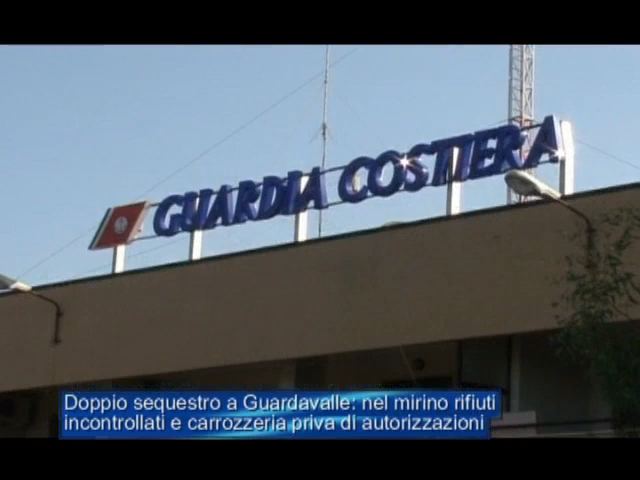 GUARDIA COSTIERA
Doppio sequestro a Guardavalle: nel mirino rifiuti
incontrollati e carrozzeria priva di autorizzazioni